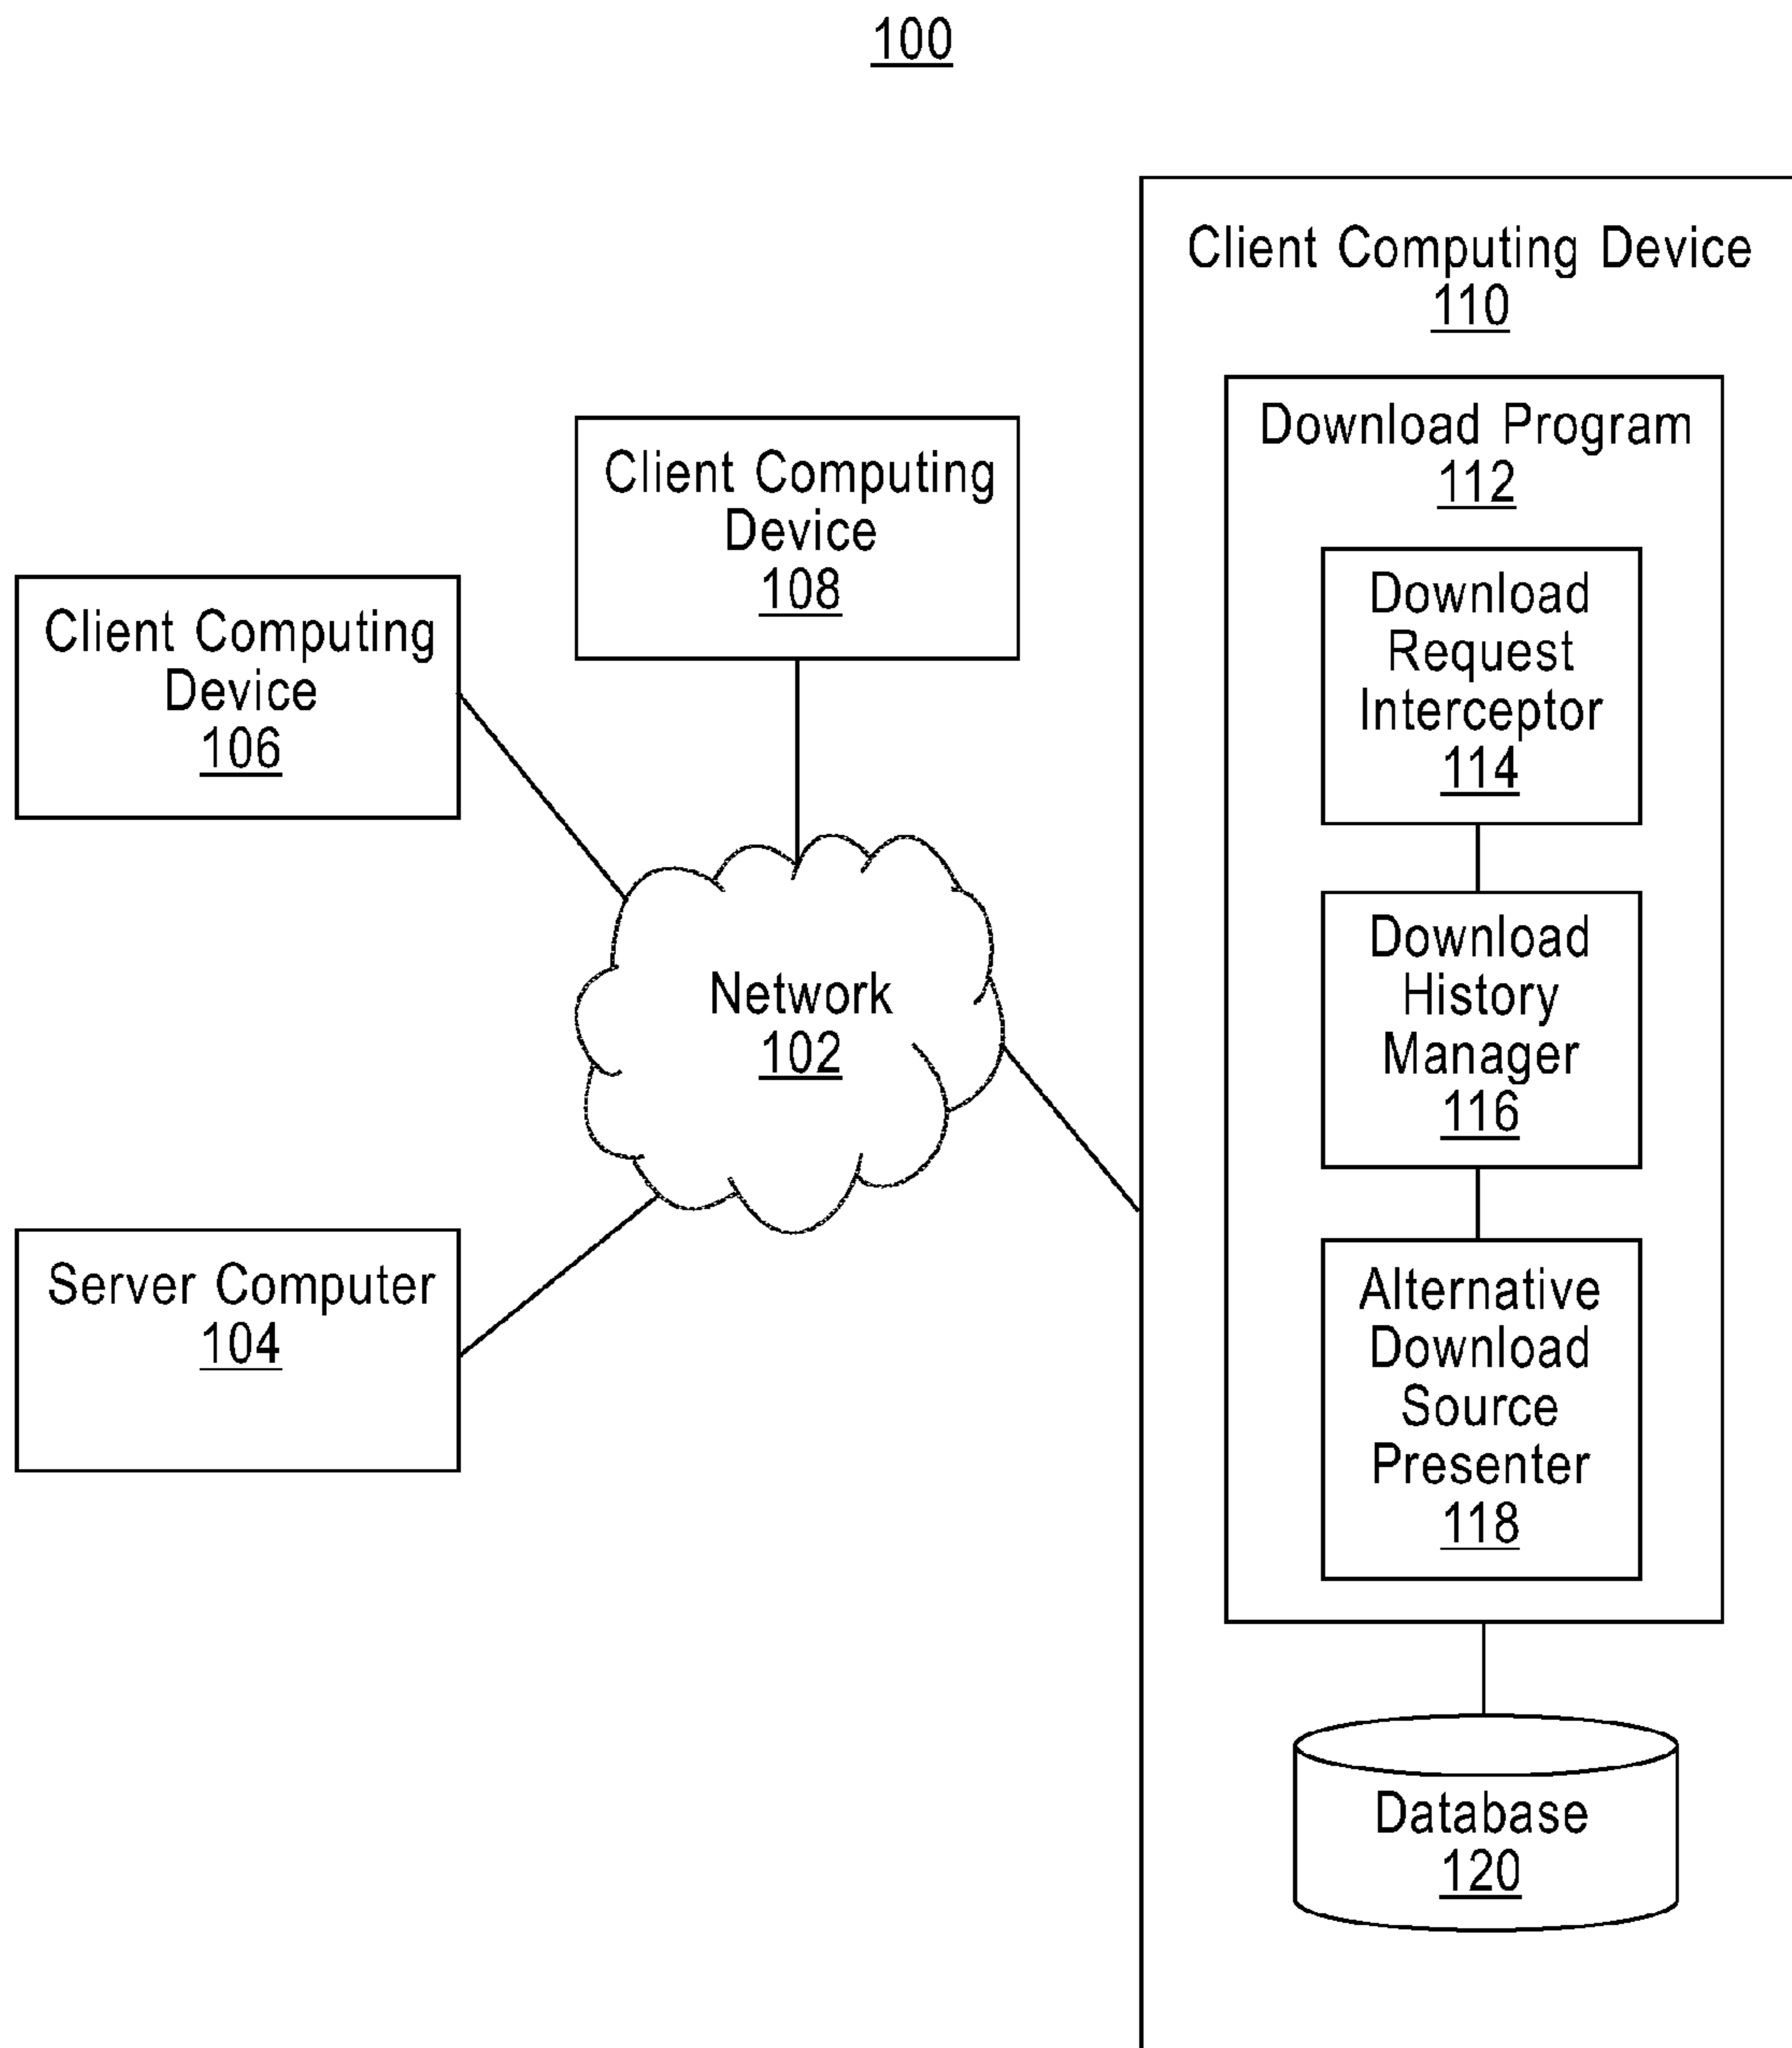 100
Client Computing Device
110
Download Program
112
Download
Request
Interceptor
114
Download
History
Manager
116
Alternative
Download
Source
Presenter
118
Database
120
Client Computing
Device
108
Client Computing
Device
106
Network
102
Server Computer
104